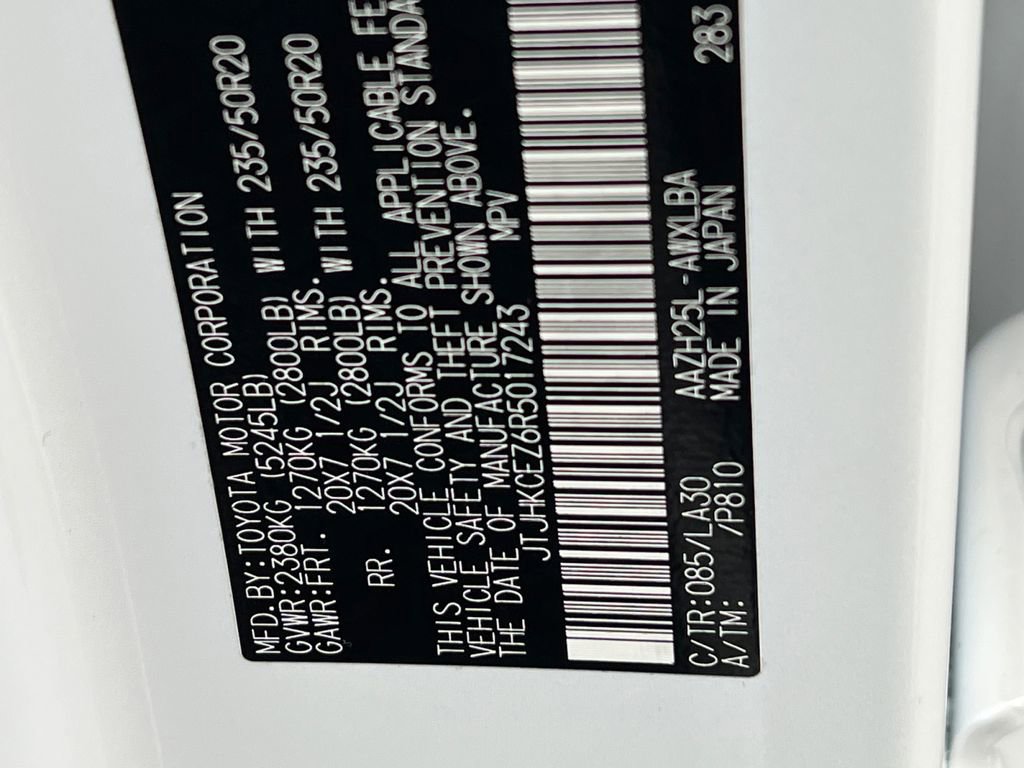 MFD.BY:TOYOTA MOTOR CORPORATION
GVWR:2380KG (5245LB)
GAWR:FRT. 1270KG (2800LB) WITH 235/50R20
20X7 1/2J RIMS.
RR. 1270KG (2800LB) WITH 235/50R20
20X7 1/2J RIMS.
THIS VEHICLE CONFORMS TO ALL APPLICABLE FE
VEHICLE SAFETY AND THEFT PREVENTION STANDA
THE DATE OF MANUFACTURE SHOWN ABOVE.
JTJHKCEZ6R5017243 MPV
C/TR:085/LA30 AAZH25L-AWXLBA 283
A/TM: /P810 MADE IN JAPAN